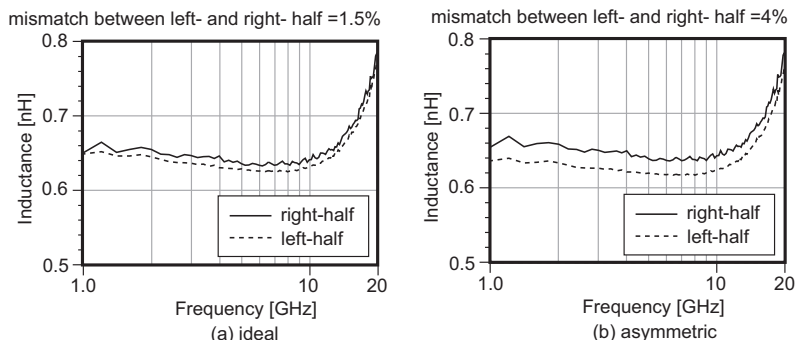 mismatch between left- and right- half =1.5%
0.8
0.7
0.6
0.5
Inductance [nH]
right-half
left-half
1.0
10
20
Frequency [GHz]
(a) ideal
mismatch between left- and right- half =4%
0.8
0.7
0.6
0.5
Inductance [nH]
right-half
left-half
1.0
10
20
Frequency [GHz]
(b) asymmetric